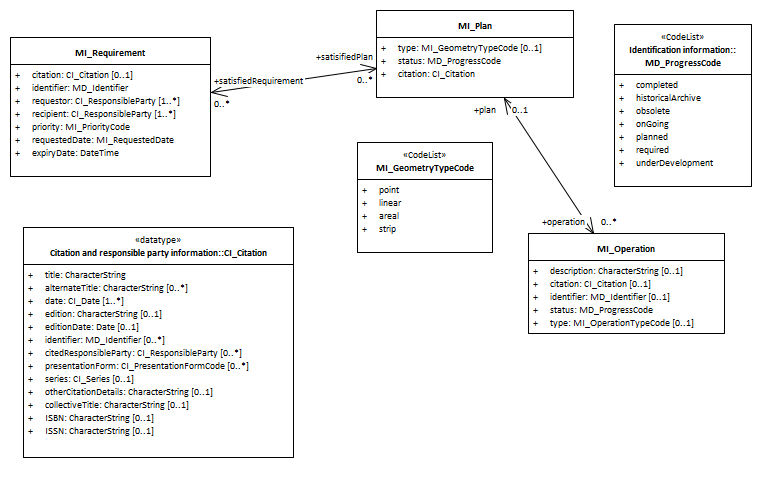 MI_Requirement
+ citation: CI_Citation [0..1]
+ identifier: MD_Identifier
+ requestor: CI_ResponsibleParty [1..*]
+ recipient: CI_ResponsibleParty [1..*]
+ priority: MI_PriorityCode
+ requestedDate: MI_RequestedDate
+ expiryDate: DateTime
+satisifiedPlan
0..*
+satisfiedRequirement
0..*
MI_Plan
+ type: MI_GeometryTypeCode [0..1]
+ status: MD_ProgressCode
+ citation: CI_Citation
+plan
0..1
+operation
0..*
«CodeList»
Identification information::
MD_ProgressCode
+ completed
+ historicalArchive
+ obsolete
+ onGoing
+ planned
+ required
+ underDevelopment
«CodeList»
MI_GeometryTypeCode
+ point
+ linear
+ areal
+ strip
«datatype»
Citation and responsible party information::CI_Citation
+ title: CharacterString
+ alternateTitle: CharacterString [0..*]
+ date: CI_Date [1..*]
+ edition: CharacterString [0..1]
+ editionDate: Date [0..1]
+ identifier: MD_Identifier [0..*]
+ citedResponsibleParty: CI_ResponsibleParty [0..*]
+ presentationForm: CI_PresentationFormCode [0..*]
+ series: CI_Series [0..1]
+ otherCitationDetails: CharacterString [0..1]
+ collectiveTitle: CharacterString [0..1]
+ ISBN: CharacterString [0..1]
+ ISSN: CharacterString [0..1]
MI_Operation
+ description: CharacterString [0..1]
+ citation: CI_Citation [0..1]
+ identifier: MD_Identifier [0..1]
+ status: MD_ProgressCode
+ type: MI_OperationTypeCode [0..1]